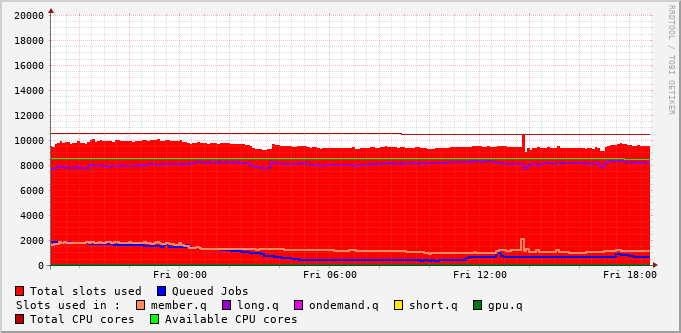 20000
18000
16000
14000
12000
10000
8000
6000
4000
2000
0
Fri 00:00 Fri 06:00 Fri 12:00 Fri 18:00
Total slots used Queued Jobs
Slots used in : member.q long.q ondemand.q short.q gpu.q
Total CPU cores Available CPU cores
RRDTOOL / TOBI OETIKER